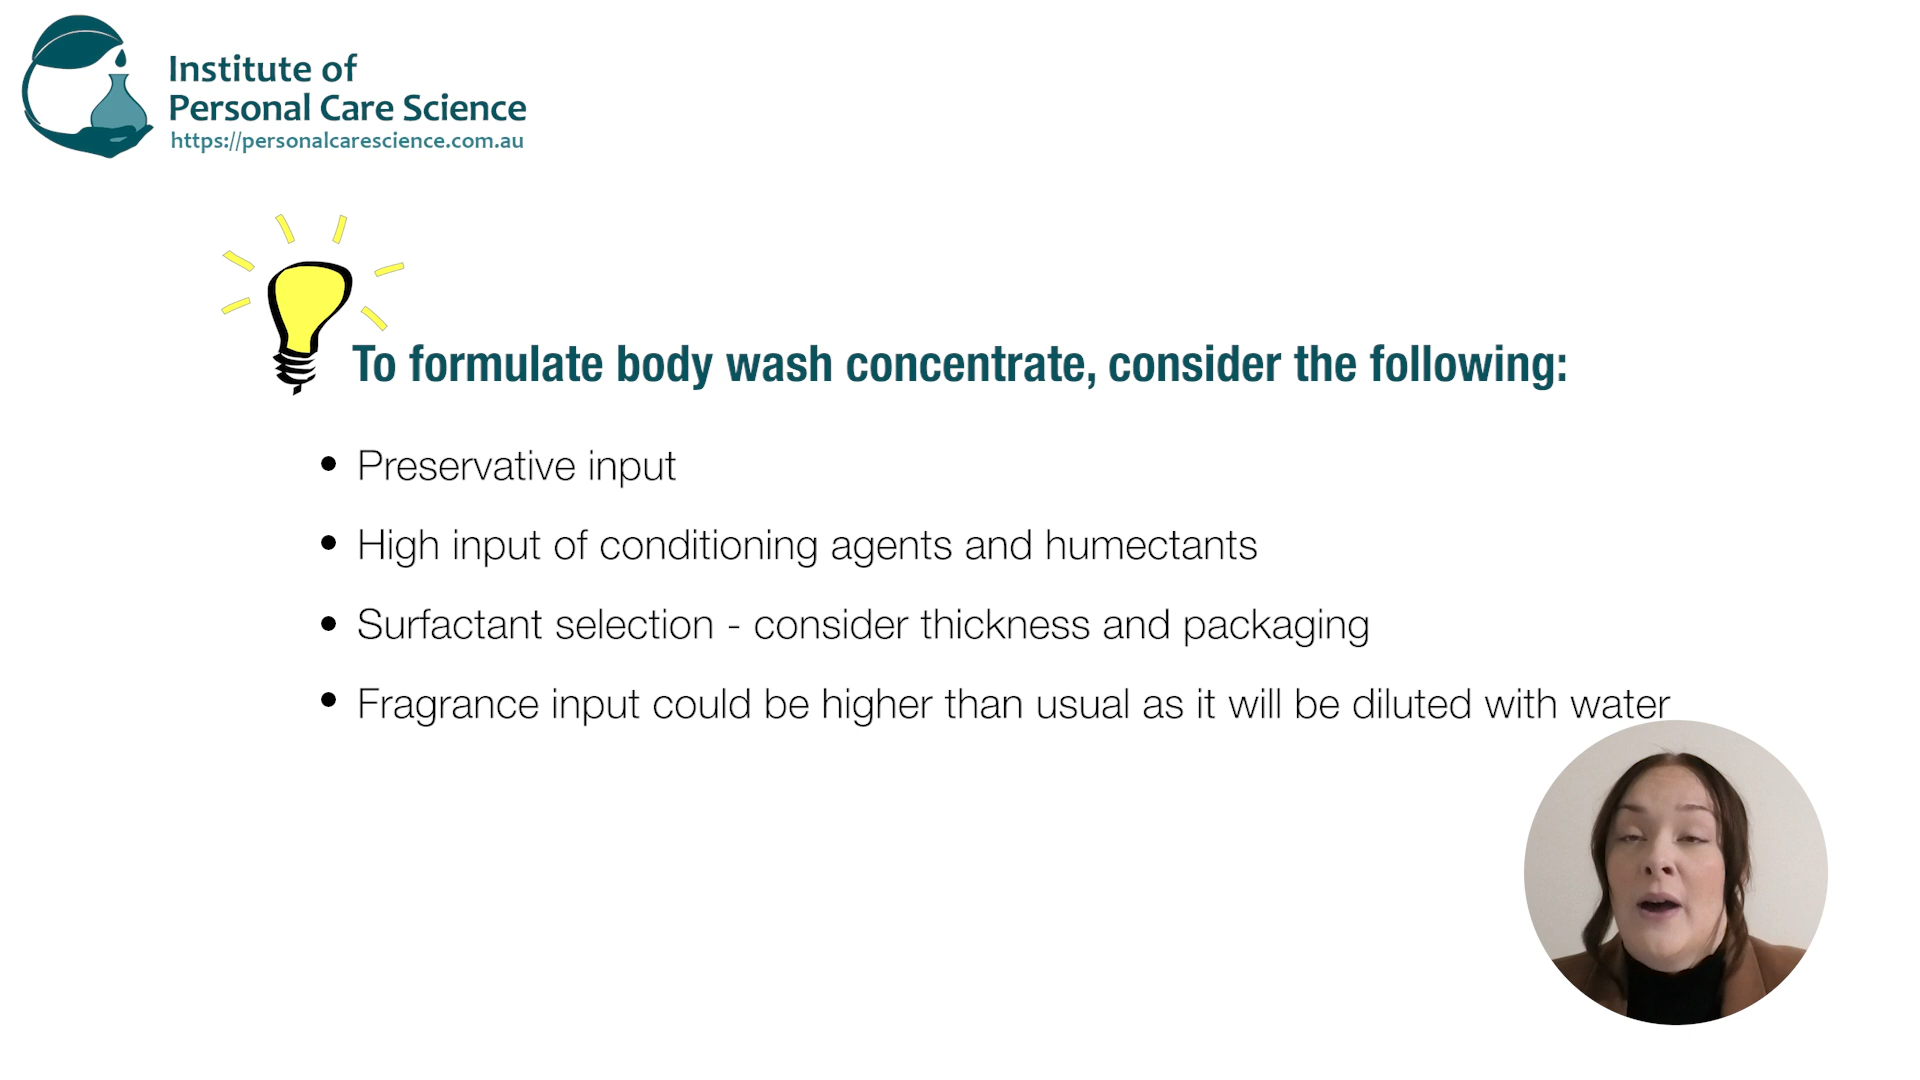 Institute of
Personal Care Science
https://personalcarescience.com.au
To formulate body wash concentrate, consider the following:
• Preservative input
• High input of conditioning agents and humectants
• Surfactant selection - consider thickness and packaging
• Fragrance input could be higher than usual as it will be diluted with water